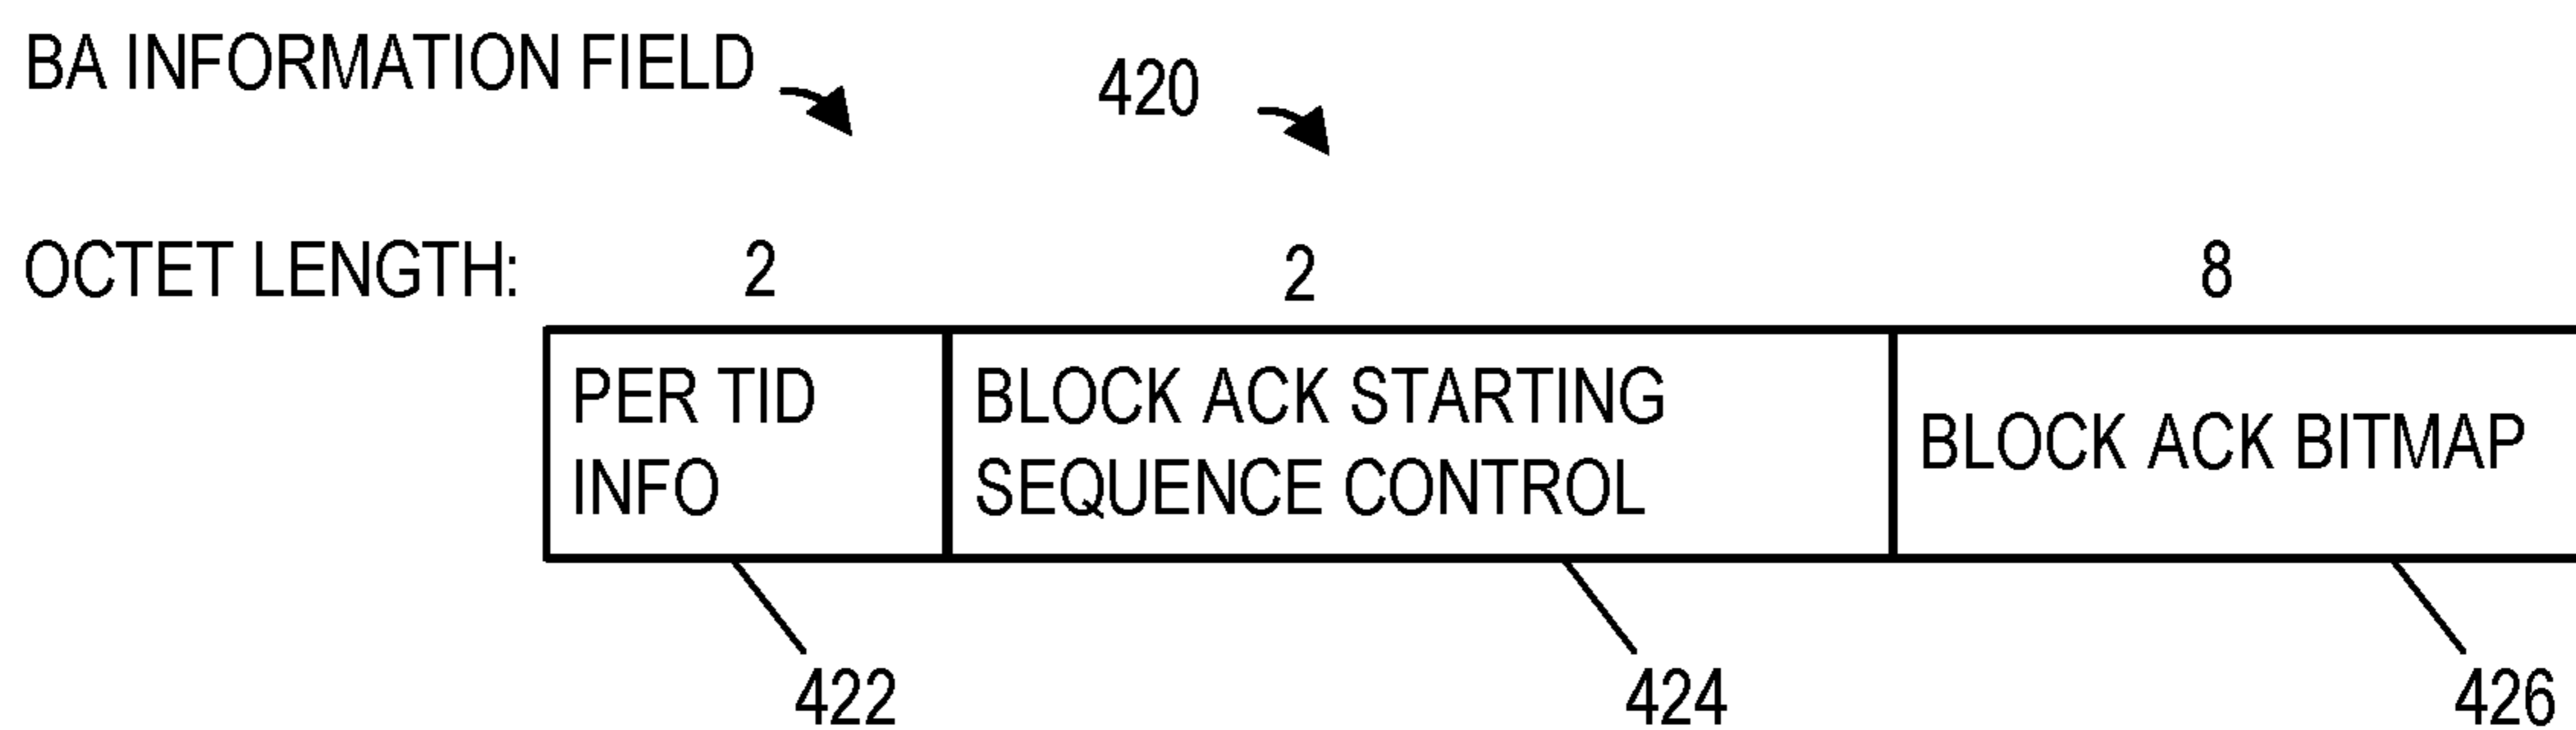 BA INFORMATION FIELD
420
OCTET LENGTH: 2 2 8
PER TID
INFO
BLOCK ACK STARTING
SEQUENCE CONTROL
BLOCK ACK BITMAP
422 424 426